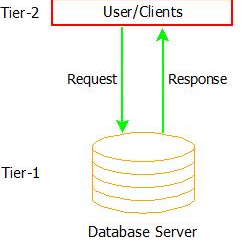 Tier-2
User/Clients
Request
Response
Tier-1
Database Server